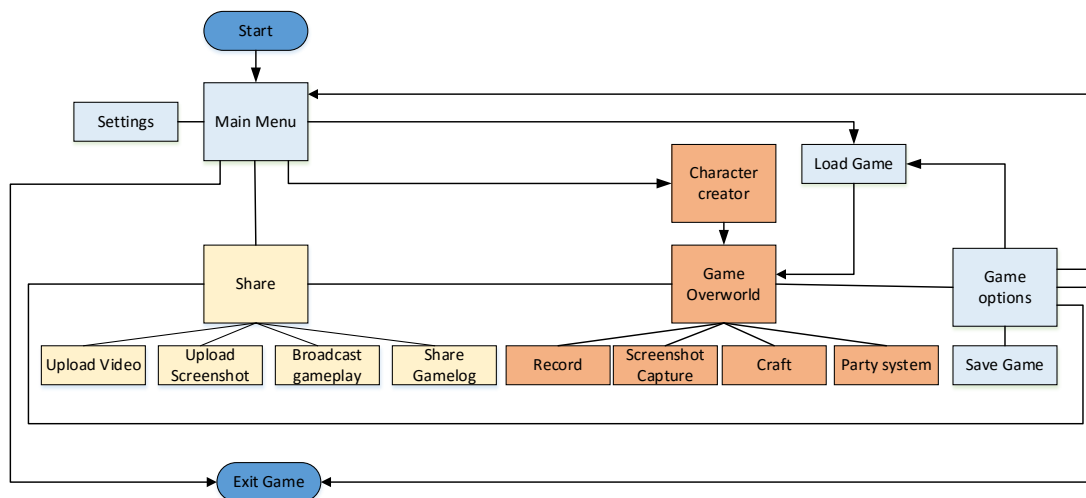 Start
Settings
Main Menu
Load Game
Character
creator
Share
Game
Overworld
Game
options
Upload Video
Upload
Screenshot
Broadcast
gameplay
Share
Gamelog
Record
Screenshot
Capture
Craft
Party system
Save Game
Exit Game